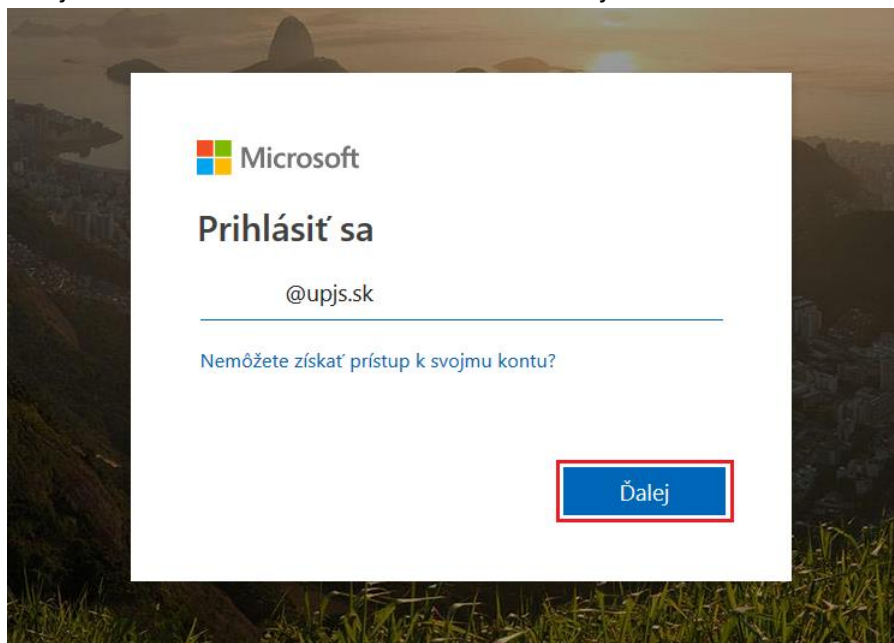 Microsoft
Prihlásiť sa
@upjs.sk
Nemôžete získať prístup k svojmu kontu?
Ďalej